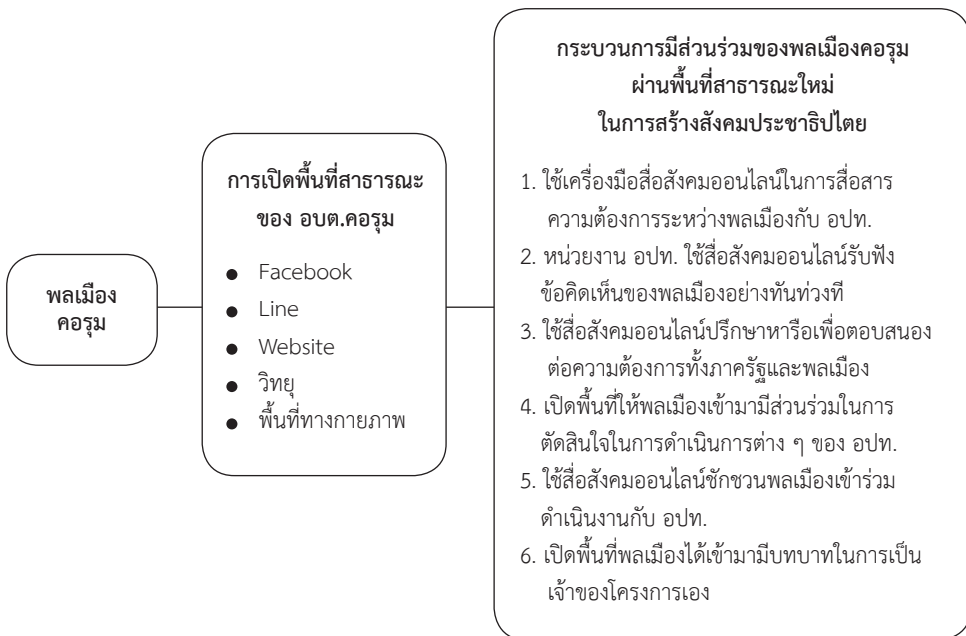 พลเมือง
คอรุม
การเปิดพื้นที่สาธารณะ
ของ อบต.คอรุม
● Facebook
● Line
● Website
● วิทยุ
● พื้นที่ทางกายภาพ
กระบวนการมีส่วนร่วมของพลเมืองคอรุม
ผ่านพื้นที่สาธารณะใหม่
ในการสร้างสังคมประชาธิปไตย
1. ใช้เครื่องมือสื่อสังคมออนไลน์ในการสื่อสาร
ความต้องการระหว่างพลเมืองกับ อปท.
2. หน่วยงาน อปท. ใช้สื่อสังคมออนไลน์รับฟัง
ข้อคิดเห็นของพลเมืองอย่างทันท่วงที
3. ใช้สื่อสังคมออนไลน์ปรึกษาหารือเพื่อตอบสนอง
ต่อความต้องการทั้งภาครัฐและพลเมือง
4. เปิดพื้นที่ให้พลเมืองเข้ามามีส่วนร่วมในการ
ตัดสินใจในการดำเนินการต่าง ๆ ของ อปท.
5. ใช้สื่อสังคมออนไลน์ชักชวนพลเมืองเข้าร่วม
ดำเนินงานกับ อปท.
6. เปิดพื้นที่พลเมืองได้เข้ามามีบทบาทในการเป็น
เจ้าของโครงการเอง